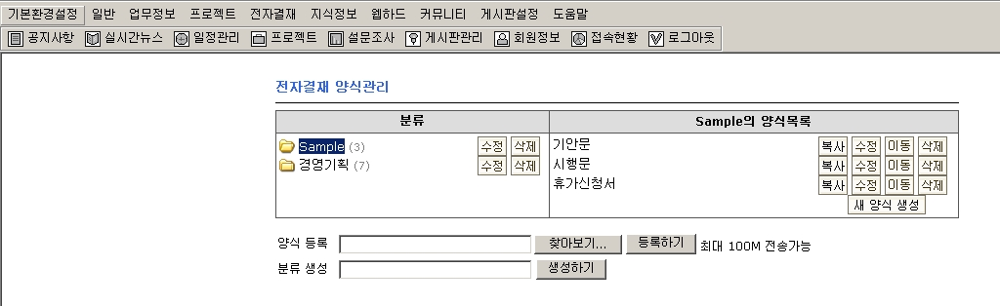 기본환경설정 일반 업무정보 프로젝트 전자결재 지식정보 웹하드 커뮤니티 게시판설정 도움말
공지사항 실시간뉴스 일정관리 프로젝트 설문조사 게시판관리 회원정보 접속현황 로그아웃
전자결재 양식관리
분류 Sample의 양식목록
Sample (3) 수정 삭제 기안문 복사 수정 이동 삭제
경영기획 (7) 수정 삭제 시행문 복사 수정 이동 삭제
휴가신청서 복사 수정 이동 삭제
새 양식 생성
양식 등록 찾아보기... 등록하기 최대 100M 전송가능
분류 생성 생성하기